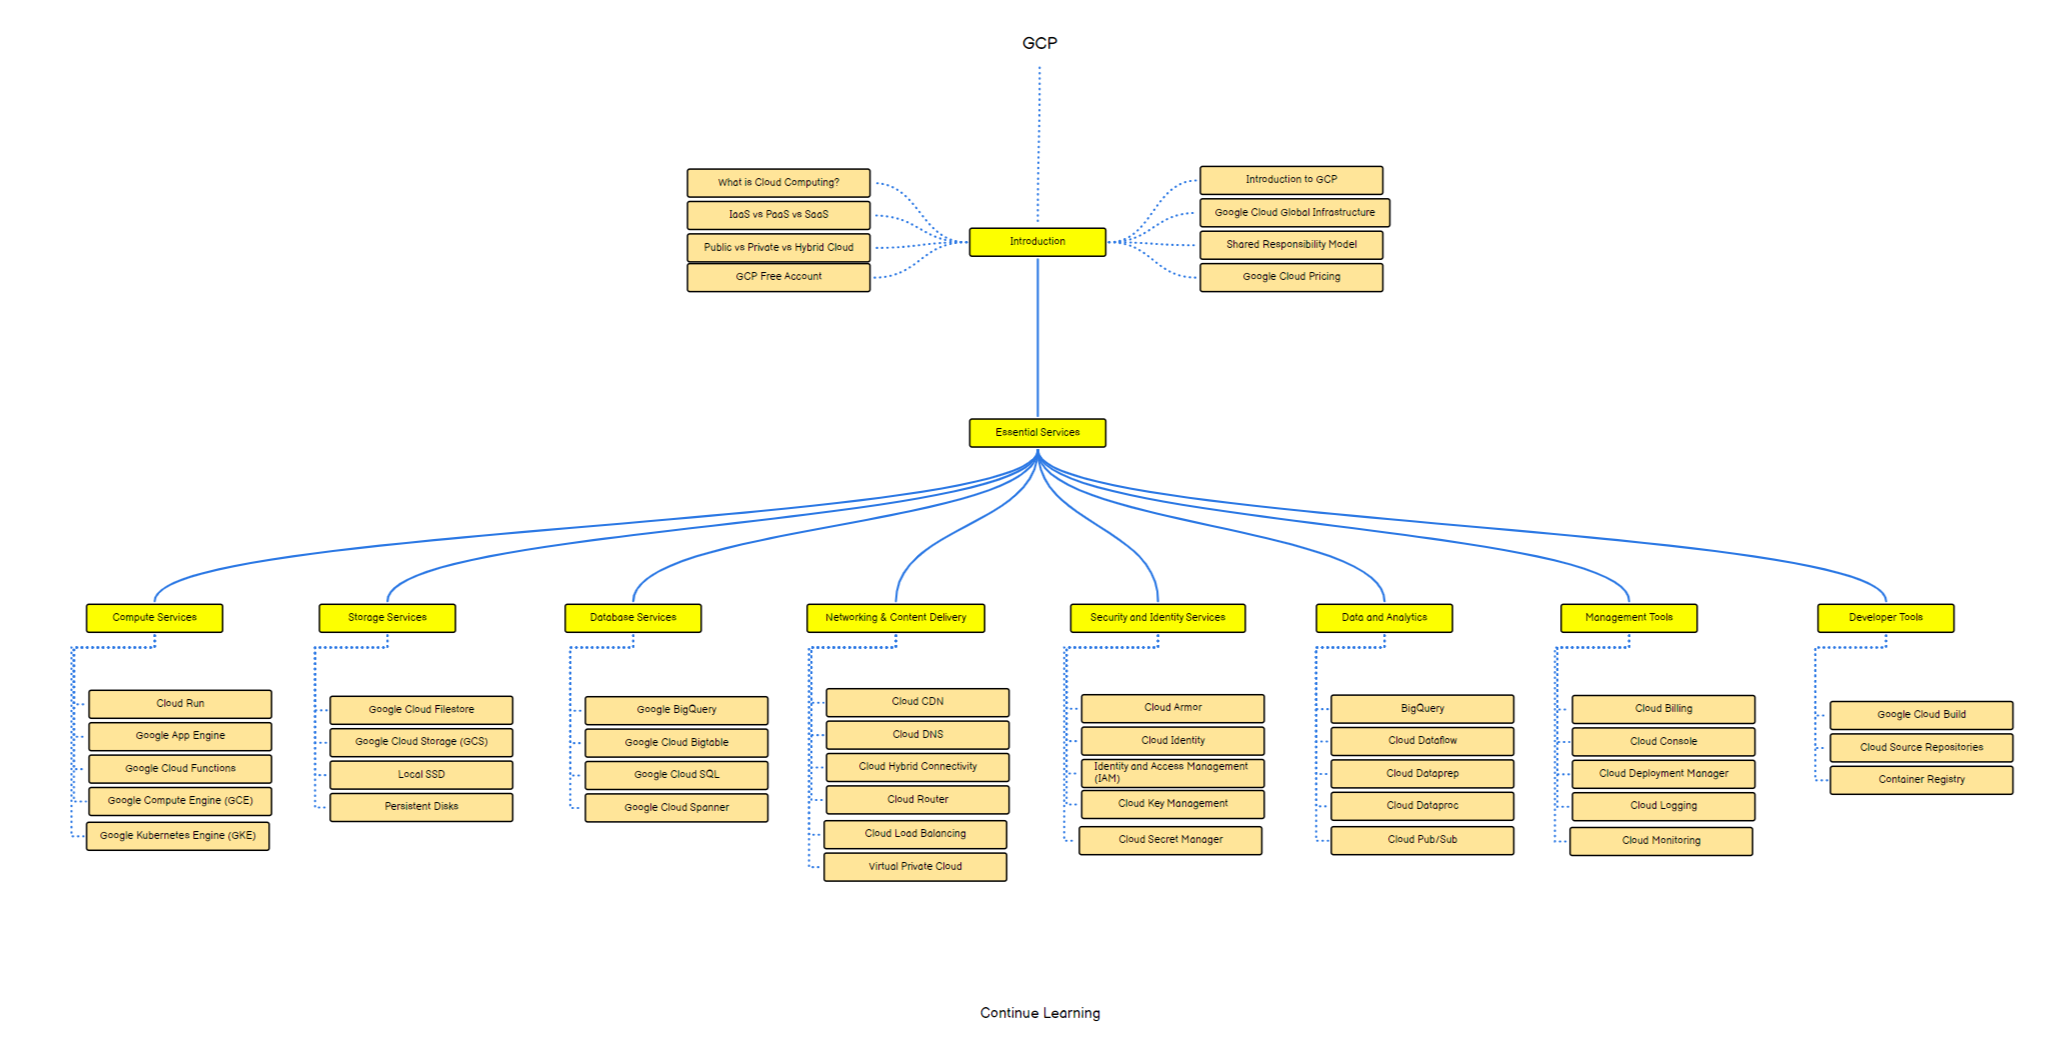 GCP
What is Cloud Computing?
IaaS vs PaaS vs SaaS
Public vs Private vs Hybrid Cloud
GCP Free Account
Introduction
Introduction to GCP
Google Cloud Global Infrastructure
Shared Responsibility Model
Google Cloud Pricing
Essential Services
Compute Services
Cloud Run
Google App Engine
Google Cloud Functions
Google Compute Engine (GCE)
Google Kubernetes Engine (GKE)
Storage Services
Google Cloud Filestore
Google Cloud Storage (GCS)
Local SSD
Persistent Disks
Database Services
Google BigQuery
Google Cloud Bigtable
Google Cloud SQL
Google Cloud Spanner
Networking & Content Delivery
Cloud CDN
Cloud DNS
Cloud Hybrid Connectivity
Cloud Router
Cloud Load Balancing
Virtual Private Cloud
Security and Identity Services
Cloud Armor
Cloud Identity
Identity and Access Management
(IAM)
Cloud Key Management
Cloud Secret Manager
Data and Analytics
BigQuery
Cloud Dataflow
Cloud Dataprep
Cloud Dataproc
Cloud Pub/Sub
Management Tools
Cloud Billing
Cloud Console
Cloud Deployment Manager
Cloud Logging
Cloud Monitoring
Developer Tools
Google Cloud Build
Cloud Source Repositories
Container Registry
Continue Learning